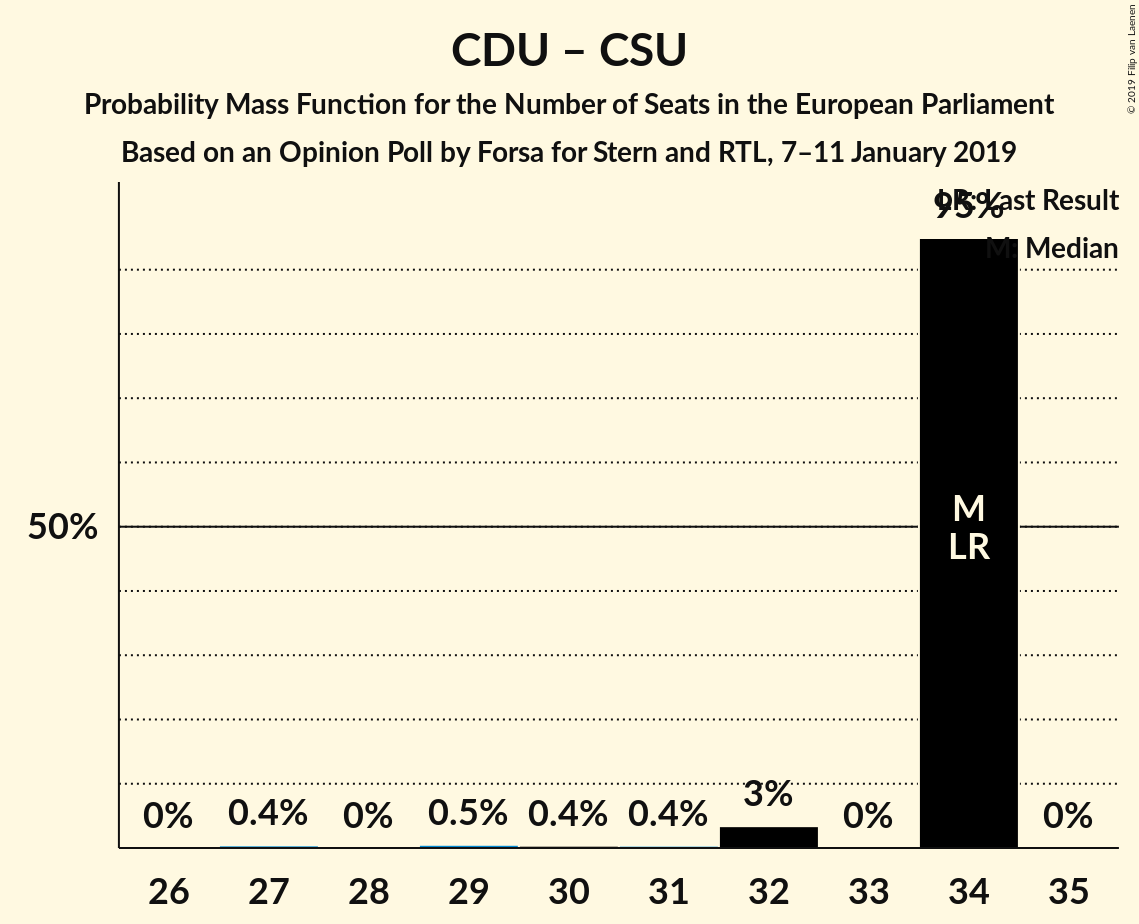 CDU – CSU
Probability Mass Function for the Number of Seats in the European Parliament
Based on an Opinion Poll by Forsa for Stern and RTL, 7–11 January 2019
© 2019 Filip van Laenen
LR: Last Result
95%
M: Median
50%
M
LR
0% 0.4% 0% 0.5% 0.4% 0.4% 3% 0% 0%
26 27 28 29 30 31 32 33 34 35